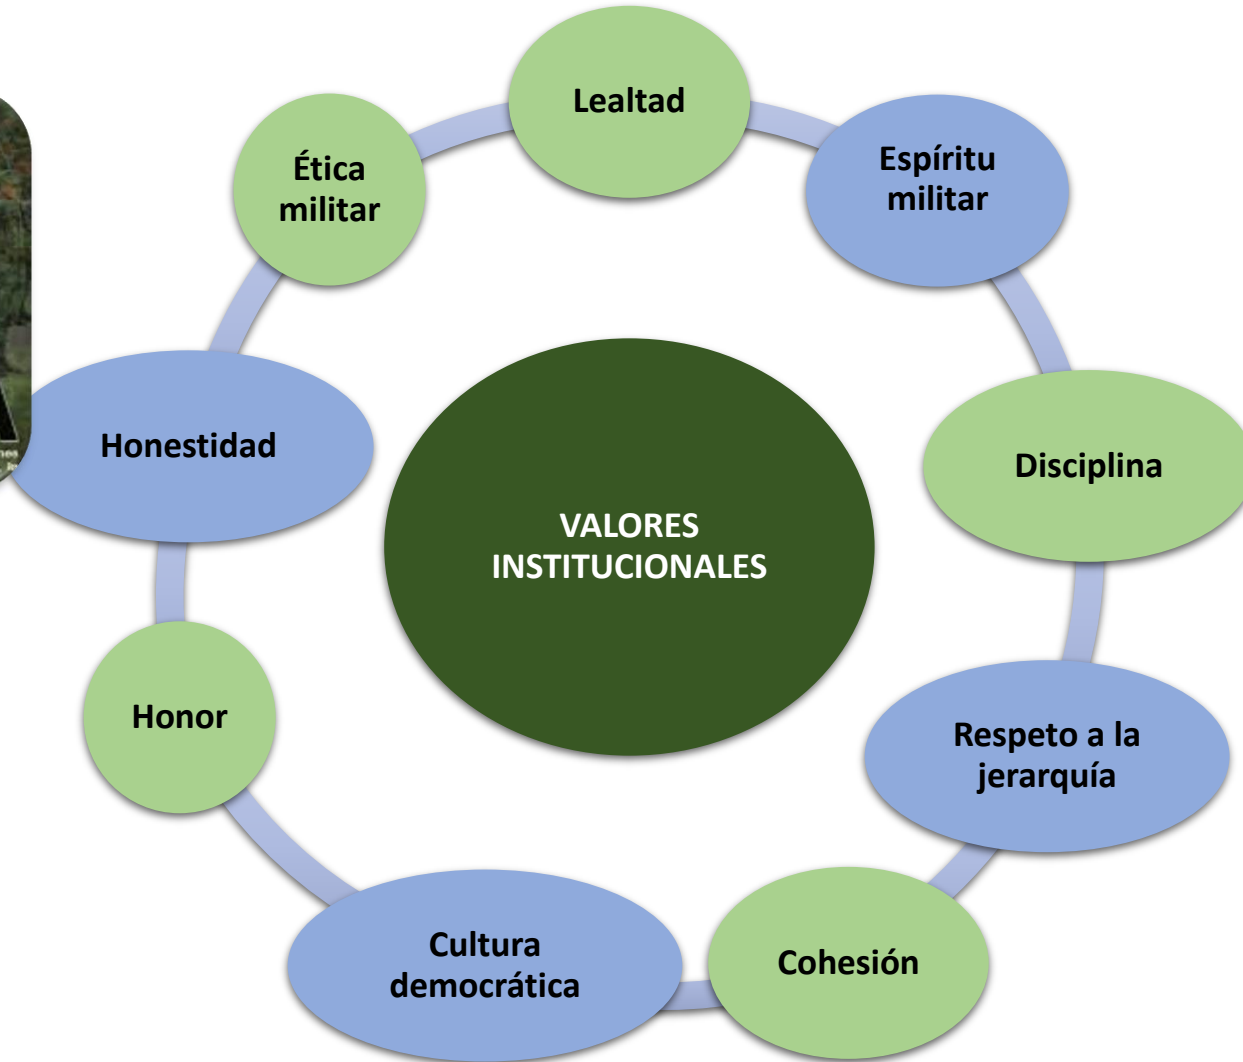 Lealtad
Espíritu
militar
Disciplina
Respeto a la
jerarquía
Cohesión
Cultura
democrática
Honor
Honestidad
Ética
militar
VALORES
INSTITUCIONALES